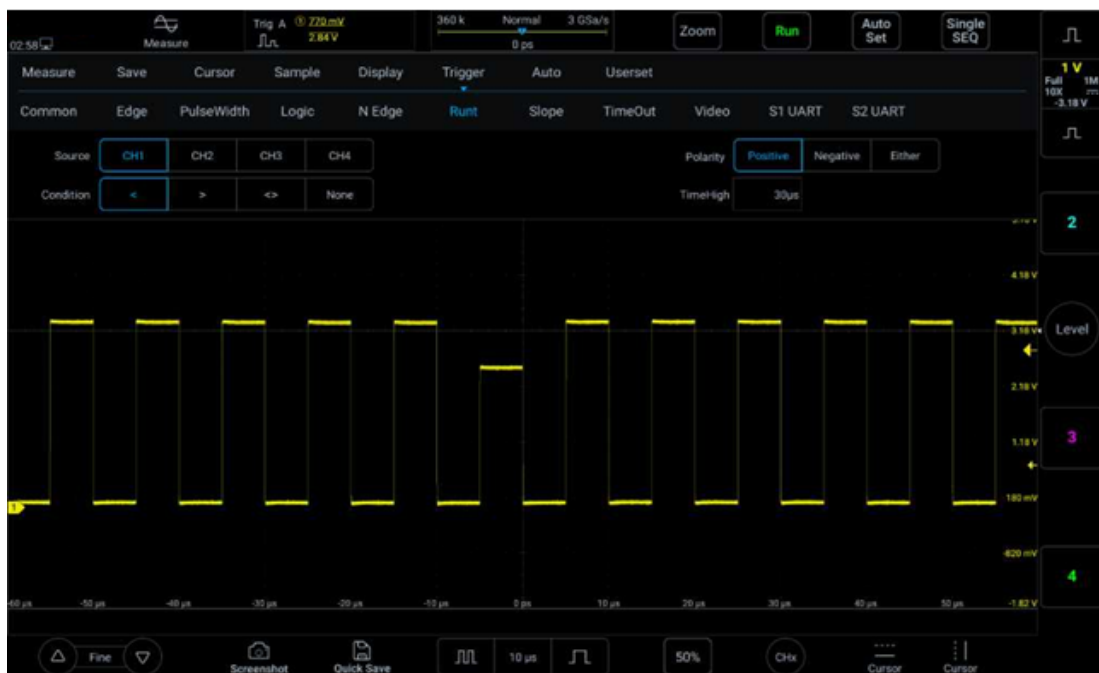 02:58
Measure
Trig A ① 770 mV
2.84 V
360 k Normal 3 GSa/s
0 ps
Zoom
Run
Auto Set
Single SEQ
Measure Save Cursor Sample Display Trigger Auto Userset
Common Edge PulseWidth Logic N Edge Runt Slope TimeOut Video S1 UART S2 UART
1 V
Full 1M
10X
-3.18 V
Source CH1 CH2 CH3 CH4
Polarity Positive Negative Either
Condition < > <> None
TimeHigh 30µs
2
4.18 V
3.18 V
Level
2.18 V
3
1.18 V
180 mV
1
-820 mV
4
-60 µs -50 µs -40 µs -30 µs -20 µs -10 µs 0 ps 10 µs 20 µs 30 µs 40 µs 50 µs -1.82 V
Fine
Screenshot
Quick Save
10 µs
50%
CHx
Cursor
Cursor